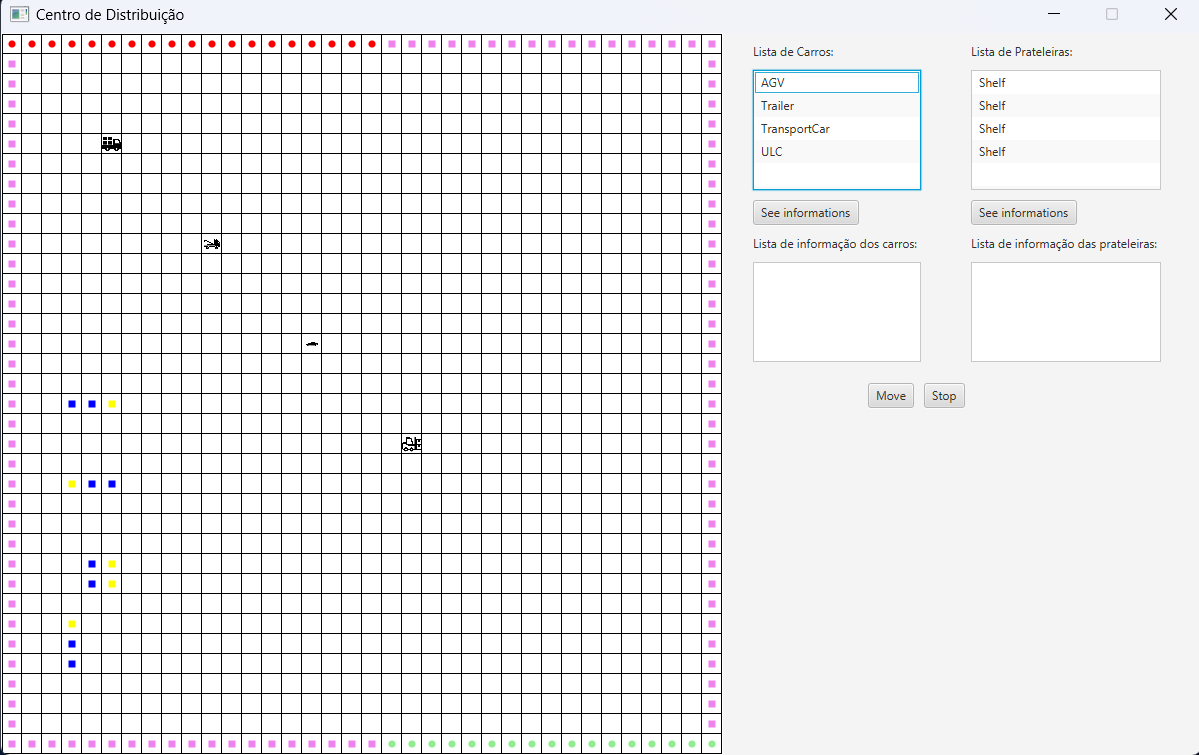 Centro de Distribuição
Lista de Carros:
AGV
Trailer
TransportCar
ULC
See informations
Lista de informação dos carros:
Lista de Prateleiras:
Shelf
Shelf
Shelf
Shelf
See informations
Lista de informação das prateleiras:
Move
Stop